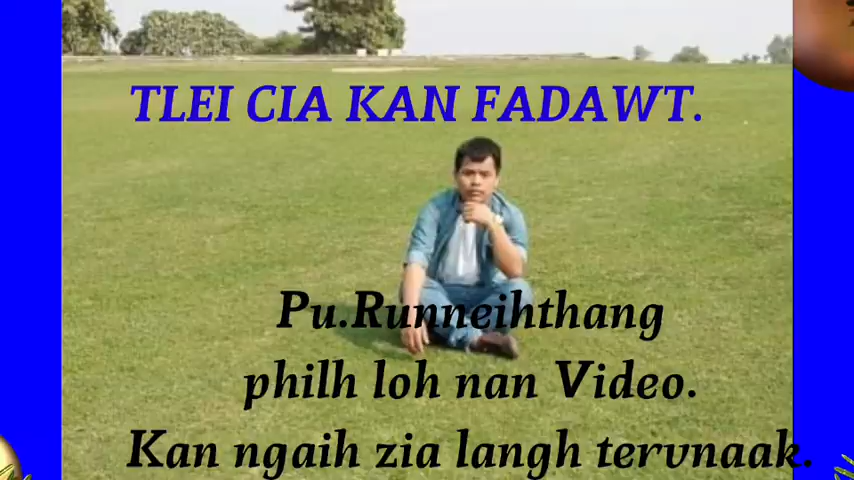 TLEI CIA KAN FADAWT.
Pu.Runneihthang
philh loh nan Video.
Kan ngaih zia langh tervnaak.